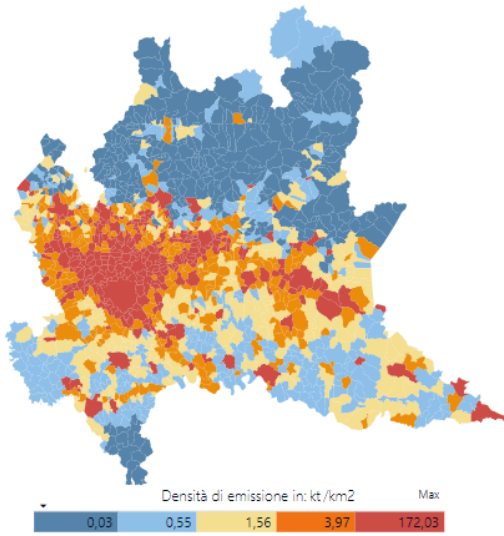 Densità di emissione in: kt/km2 Max
0,03 0,55 1,56 3,97 172,03